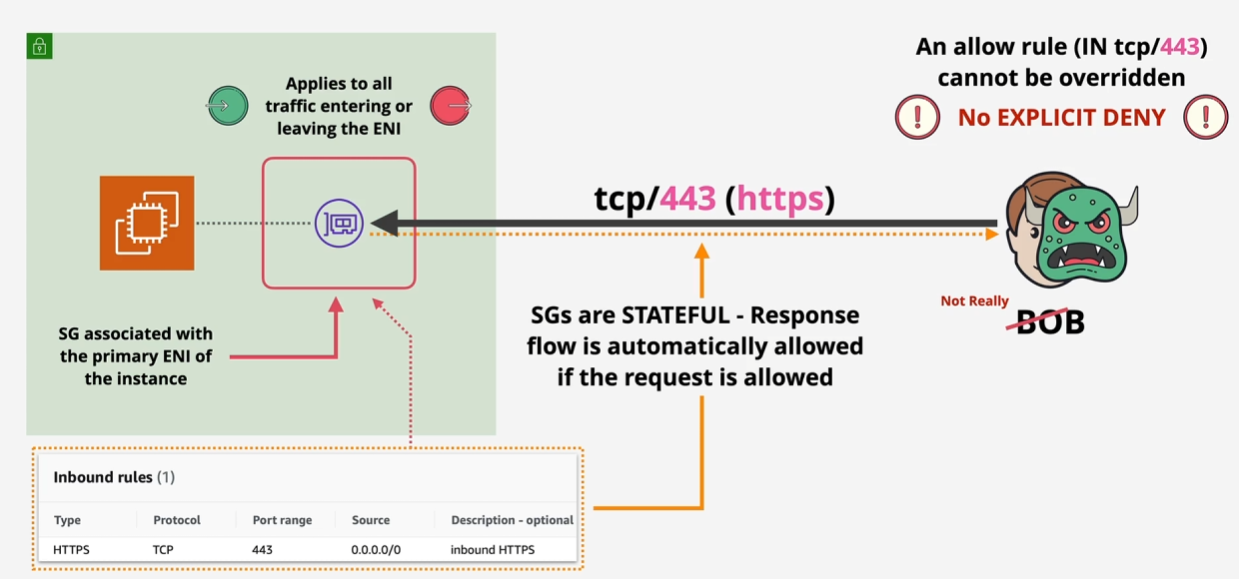 An allow rule (IN tcp/443)
cannot be overridden
No EXPLICIT DENY
Applies to all
traffic entering or
leaving the ENI
tcp/443 (https)
Not Really
BOB
SG associated with
the primary ENI of
the instance
SGs are STATEFUL - Response
flow is automatically allowed
if the request is allowed
Inbound rules (1)
Type Protocol Port range Source Description - optional
HTTPS TCP 443 0.0.0.0/0 inbound HTTPS